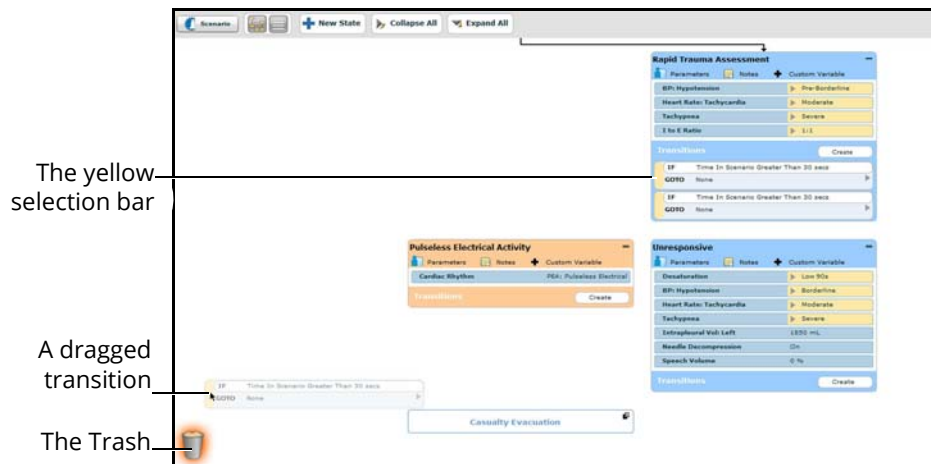 Scenario
New State
Collapse All
Expand All
Rapid Trauma Assessment
Parameters Notes Custom Variable
BP: Hypotension Pre-Borderline
Heart Rate: Tachycardia Moderate
Tachypnea Severe
I to E Ratio 1:1
Transitions Create
IF Time In Scenario Greater Than 30 secs
GOTO None
IF Time In Scenario Greater Than 30 secs
GOTO None
The yellow
selection bar
Pulseless Electrical Activity
Parameters Notes Custom Variable
Cardiac Rhythm PEA: Pulseless Electrical
Transitions Create
Unresponsive
Parameters Notes Custom Variable
Desaturation Low 90s
BP: Hypotension Borderline
Heart Rate: Tachycardia Moderate
Tachypnea Severe
Intrapleural Vol: Left 1850 mL
Needle Decompression On
Speech Volume 0 %
Transitions Create
A dragged
transition
IF Time In Scenario Greater Than 30 secs
GOTO None
Casualty Evacuation
The Trash